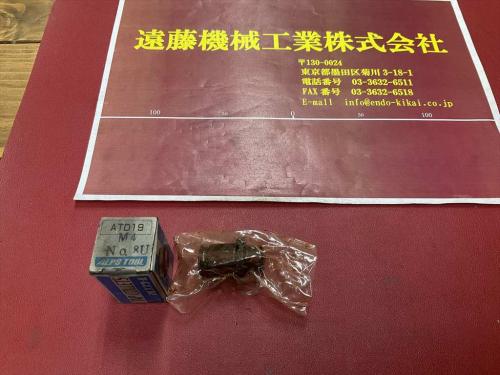 遠藤機械工業株式会社
〒130-0024
東京都墨田区菊川3-18-1
電話番号 03-3632-6511
FAX番号 03-3632-6518
E-mall info@endo-kikai.co.jp
100 50 0 50 100
AT019
M4
No.8U
ALPS TOOL